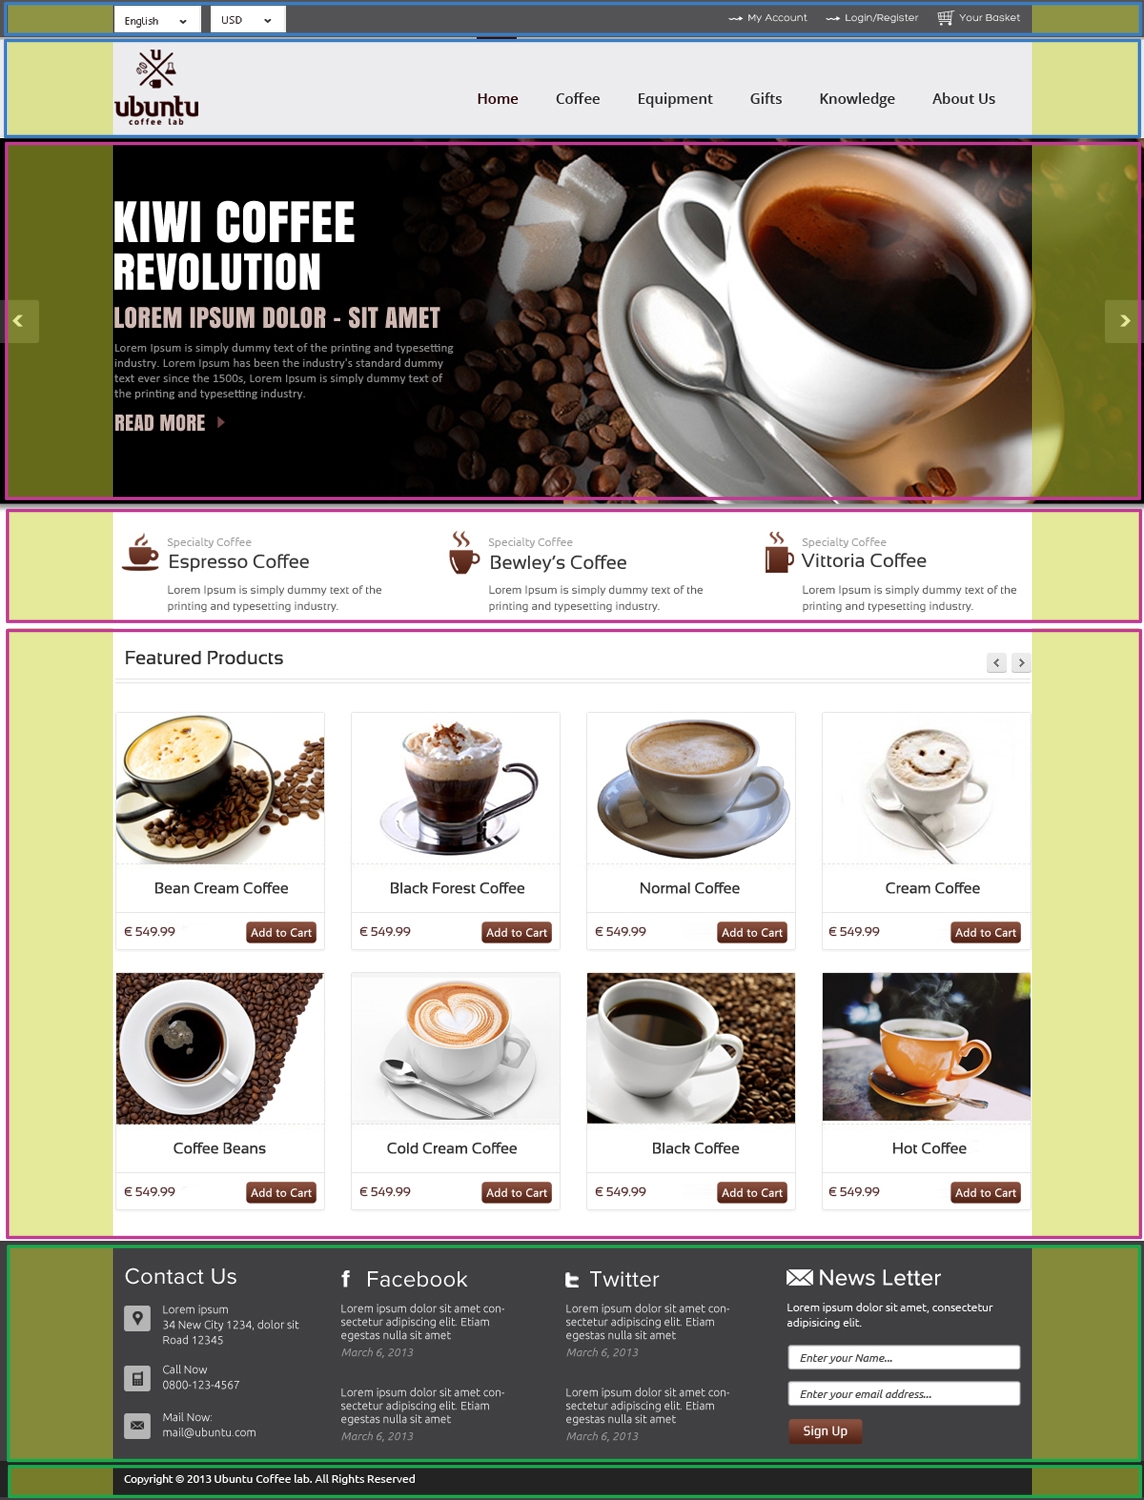 English
USD
My Account
Login/Register
Your Basket
U
ubuntu
coffee lab
Home
Coffee
Equipment
Gifts
Knowledge
About Us
KIWI COFFEE
REVOLUTION
LOREM IPSUM DOLOR - SIT AMET
Lorem Ipsum is simply dummy text of the printing and typesetting
industry. Lorem Ipsum has been the industry's standard dummy
text ever since the 1500s, Lorem Ipsum is simply dummy text of
the printing and typesetting industry.
READ MORE
Specialty Coffee
Espresso Coffee
Lorem Ipsum is simply dummy text of the
printing and typesetting industry.
Specialty Coffee
Bewley's Coffee
Lorem Ipsum is simply dummy text of the
printing and typesetting industry.
Specialty Coffee
Vittoria Coffee
Lorem Ipsum is simply dummy text of the
printing and typesetting industry.
Featured Products
Bean Cream Coffee
€ 549.99
Add to Cart
Black Forest Coffee
€ 549.99
Add to Cart
Normal Coffee
€ 549.99
Add to Cart
Cream Coffee
€ 549.99
Add to Cart
Coffee Beans
€ 549.99
Add to Cart
Cold Cream Coffee
€ 549.99
Add to Cart
Black Coffee
€ 549.99
Add to Cart
Hot Coffee
€ 549.99
Add to Cart
Contact Us
Lorem ipsum
34 New City 1234, dolor sit
Road 12345
Call Now
0800-123-4567
Mail Now:
mail@ubuntu.com
Facebook
Lorem ipsum dolor sit amet con-
sectetur adipiscing elit. Etiam
egestas nulla sit amet
March 6, 2013
Lorem ipsum dolor sit amet con-
sectetur adipiscing elit. Etiam
egestas nulla sit amet
March 6, 2013
Twitter
Lorem ipsum dolor sit amet con-
sectetur adipiscing elit. Etiam
egestas nulla sit amet
March 6, 2013
Lorem ipsum dolor sit amet con-
sectetur adipiscing elit. Etiam
egestas nulla sit amet
March 6, 2013
News Letter
Lorem ipsum dolor sit amet, consectetur
adipisicing elit.
Enter your Name...
Enter your email address...
Sign Up
Copyright © 2013 Ubuntu Coffee lab. All Rights Reserved